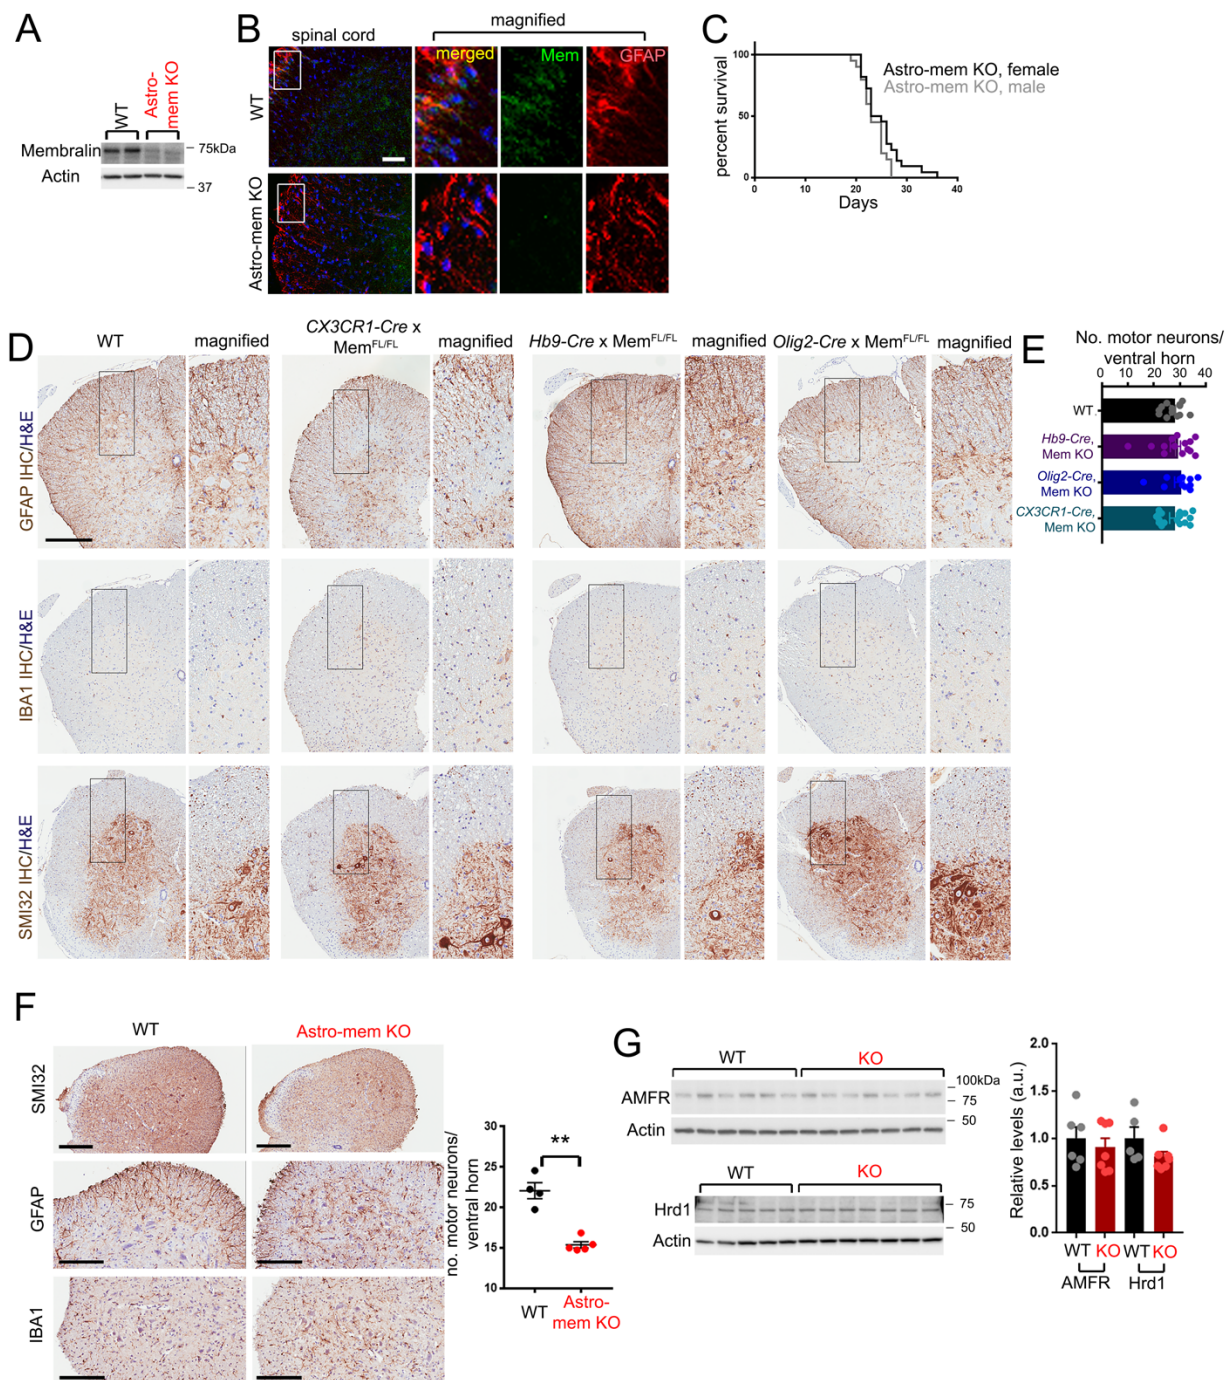 A
WT
Astro-
mem KO
Membralin
75kDa
Actin
37
B
spinal cord
magnified
merged
Mem
GFAP
WT
Astro-mem KO
C
percent survival
100
50
0
Astro-mem KO, female
Astro-mem KO, male
0
10
20
30
40
Days
D
WT
magnified
CX3CR1-Cre x
Mem^FL/FL
magnified
Hb9-Cre x Mem^FL/FL
magnified
Olig2-Cre x Mem^FL/FL
magnified
GFAP IHC/H&E
IBA1 IHC/H&E
SMI32 IHC/H&E
E
No. motor neurons/
ventral horn
0 10 20 30 40
WT
Hb9-Cre,
Mem KO
Olig2-Cre,
Mem KO
CX3CR1-Cre,
Mem KO
F
WT
Astro-mem KO
SMI32
GFAP
IBA1
no. motor neurons/
ventral horn
30
25
20
15
10
**
WT
Astro-
mem KO
G
WT
KO
AMFR
100kDa
75
50
Actin
WT
KO
Hrd1
75
50
Actin
Relative levels (a.u.)
2.0
1.5
1.0
0.5
0.0
WT KO WT KO
AMFR Hrd1